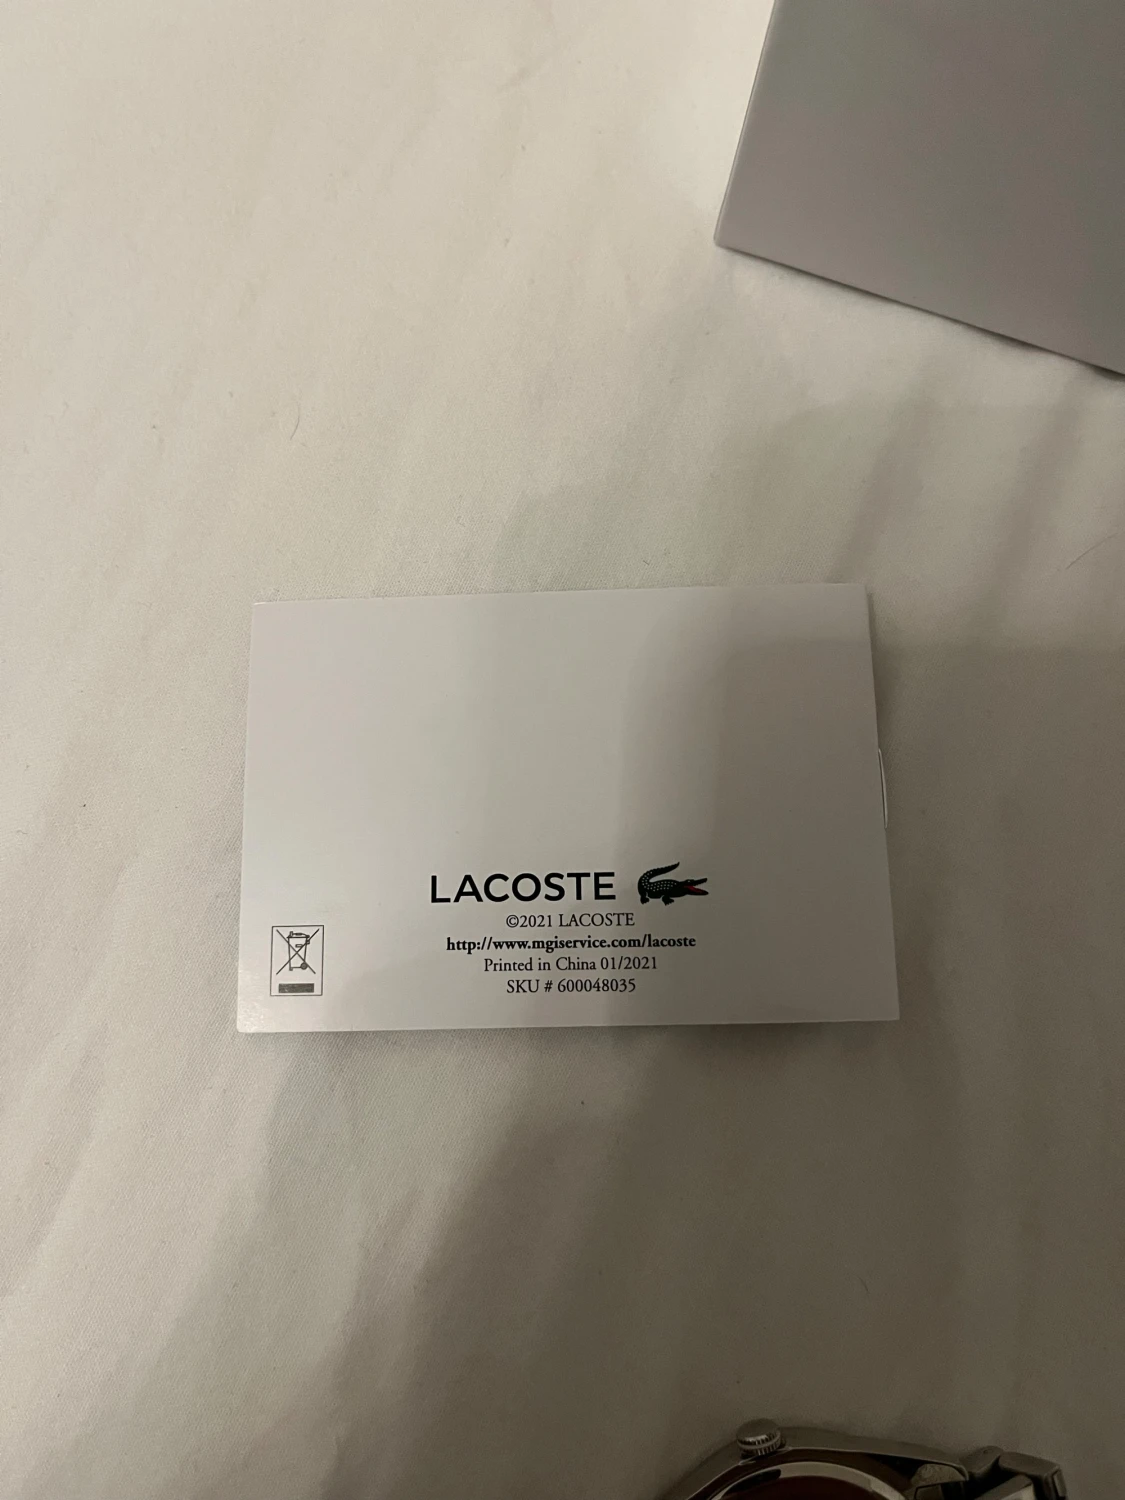 LACOSTE
©2021 LACOSTE
http://www.mgiservice.com/lacoste
Printed in China 01/2021
SKU # 600048035